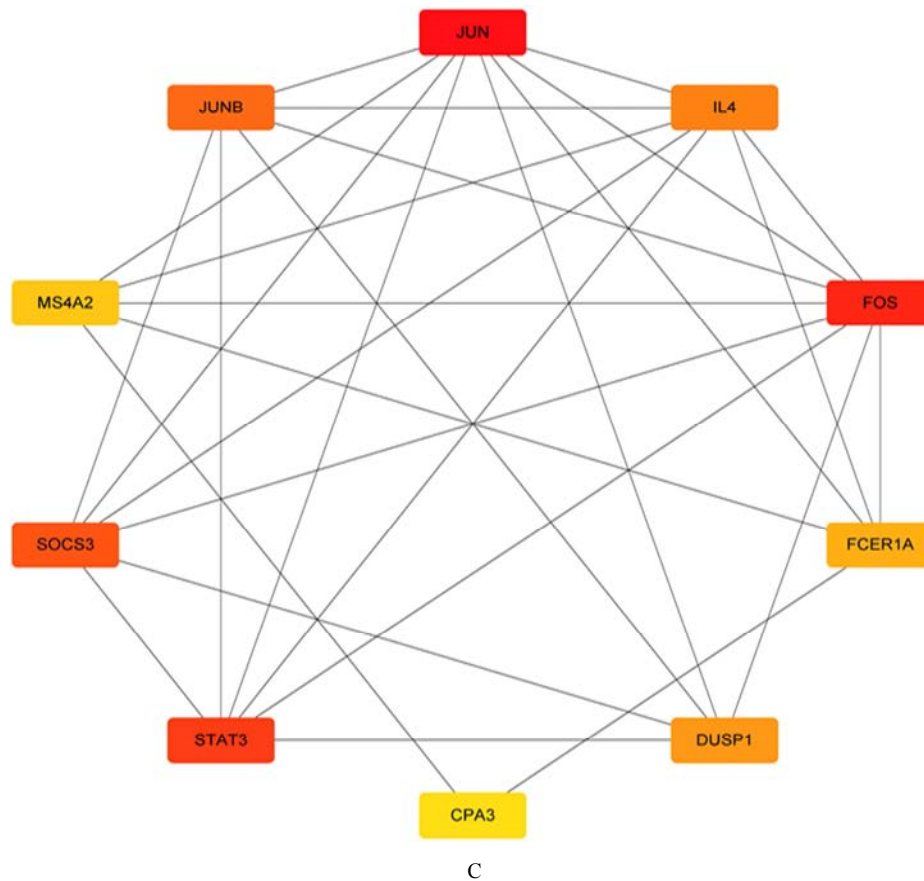 JUN
JUNB
IL4
MS4A2
FOS
SOCS3
FCER1A
STAT3
DUSP1
CPA3
C